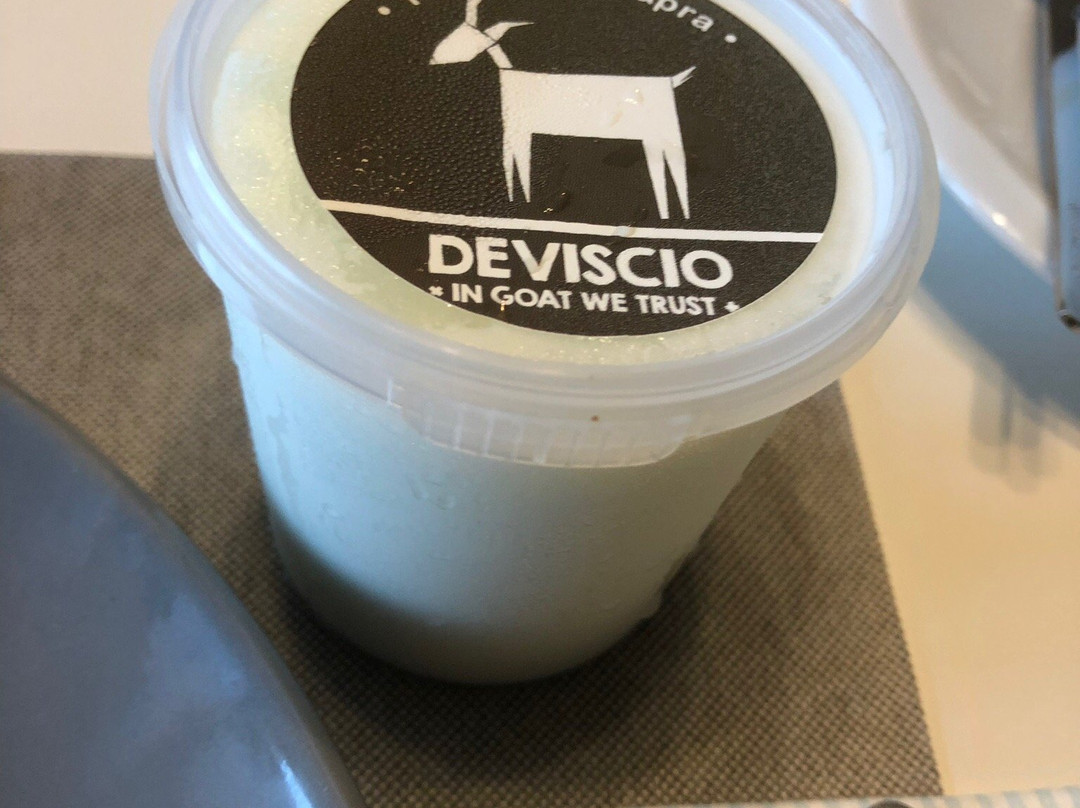 DEVISCIO
* IN GOAT WE TRUST *